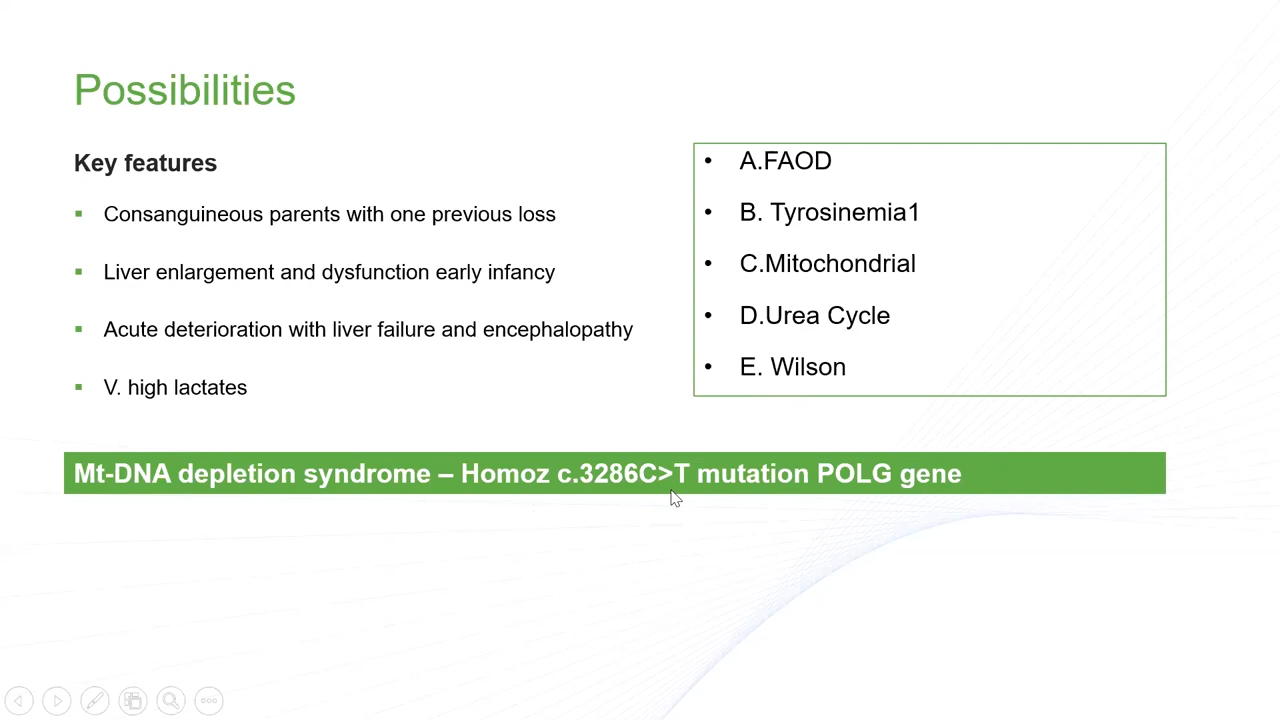 Possibilities
Key features
▪ Consanguineous parents with one previous loss
▪ Liver enlargement and dysfunction early infancy
▪ Acute deterioration with liver failure and encephalopathy
▪ V. high lactates
• A.FAOD
• B. Tyrosinemia1
• C.Mitochondrial
• D.Urea Cycle
• E. Wilson
Mt-DNA depletion syndrome – Homoz c.3286C>T mutation POLG gene